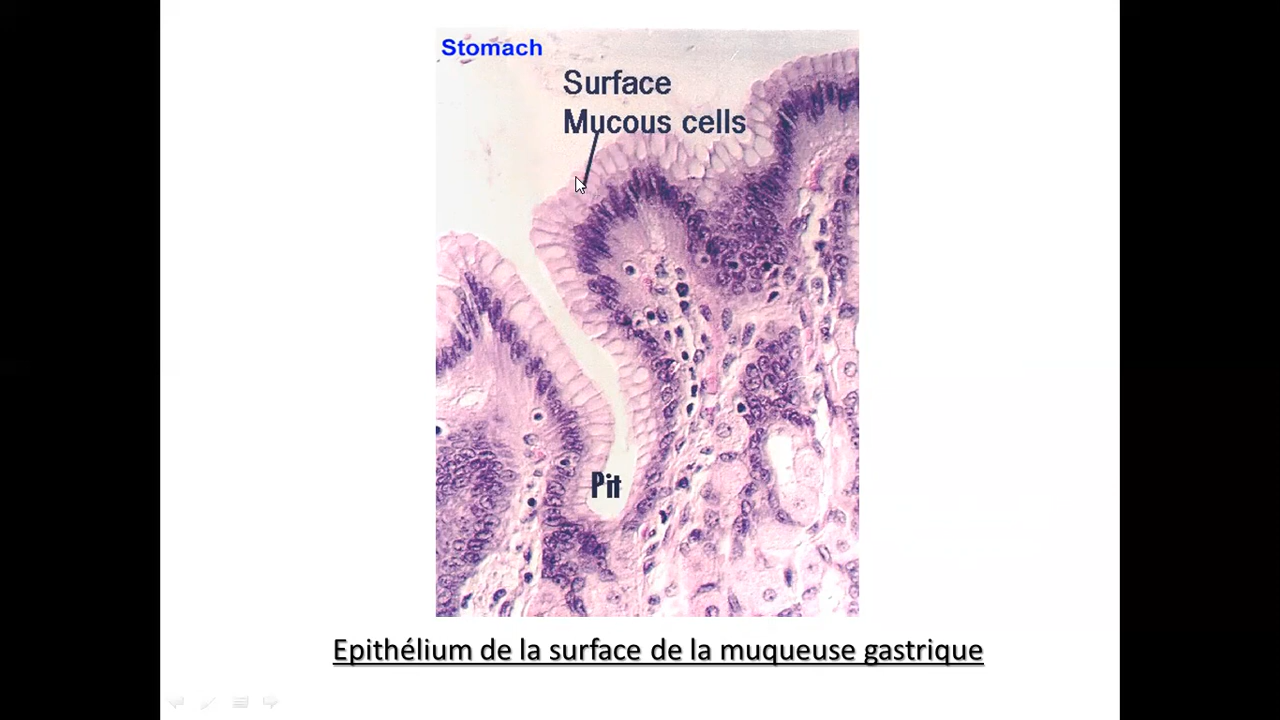 Stomach
Surface
Mucous cells
Pit
Epithélium de la surface de la muqueuse gastrique